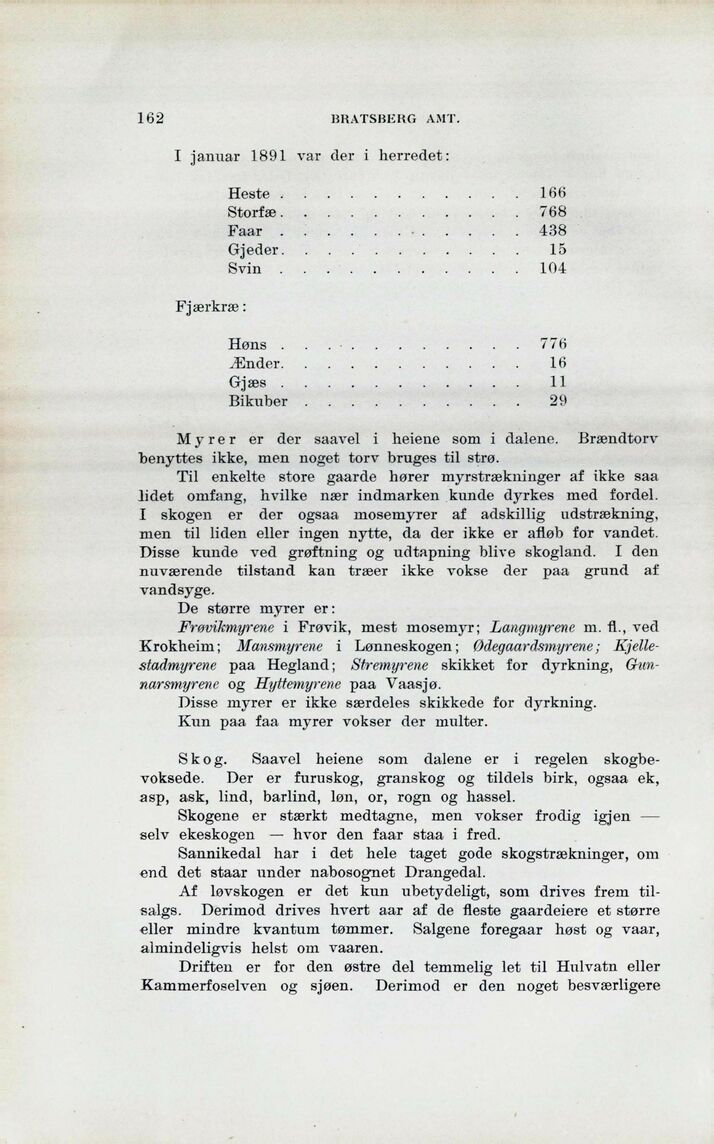 162 BRATSBERG AMT.
I januar 1891 var der i herredet:
Heste . . . . . . . . . . . 166
Storfæ. . . . . . . . . . . 768
Faar . . . . . . . . . . . 438
Gjeder. . . . . . . . . . . 15
Svin . . . . . . . . . . . 104
Fjærkræ:
Høns . . . . . . . . . . . 776
Ænder. . . . . . . . . . . 16
Gjæs . . . . . . . . . . . 11
Bikuber . . . . . . . . . . 29
Myrer er der saavel i heiene som i dalene. Brændtorv
benyttes ikke, men noget torv bruges til strø.
Til enkelte store gaarde hører myrstrækninger af ikke saa
lidet omfang, hvilke nær indmarken kunde dyrkes med fordel.
I skogen er der ogsaa mosemyrer af adskillig udstrækning,
men til liden eller ingen nytte, da der ikke er afløb for vandet.
Disse kunde ved grøftning og udtapning blive skogland. I den
nuværende tilstand kan træer ikke vokse der paa grund af
vandsyge.
De større myrer er:
Frøvikmyrene i Frøvik, mest mosemyr; Langmyrene m. fl., ved
Krokheim; Mansmyrene i Lønneskogen; Ødegaardsmyrene; Kjelle-
stadmyrene paa Hegland; Stremyrene skikket for dyrkning, Gun-
narsmyrene og Hyttemyrene paa Vaasjø.
Disse myrer er ikke særdeles skikkede for dyrkning.
Kun paa faa myrer vokser der multer.
Skog. Saavel heiene som dalene er i regelen skogbe-
voksede. Der er furuskog, granskog og tildels birk, ogsaa ek,
asp, ask, lind, barlind, løn, or, rogn og hassel.
Skogene er stærkt medtagne, men vokser frodig igjen —
selv ekeskogen — hvor den faar staa i fred.
Sannikedal har i det hele taget gode skogstrækninger, om
end det staar under nabosognet Drangedal.
Af løvskogen er det kun ubetydeligt, som drives frem til-
salgs. Derimod drives hvert aar af de fleste gaardeiere et større
eller mindre kvantum tømmer. Salgene foregaar høst og vaar,
almindeligvis helst om vaaren.
Driften er for den østre del temmelig let til Hulvatn eller
Kammerfoselven og sjøen. Derimod er den noget besværligere